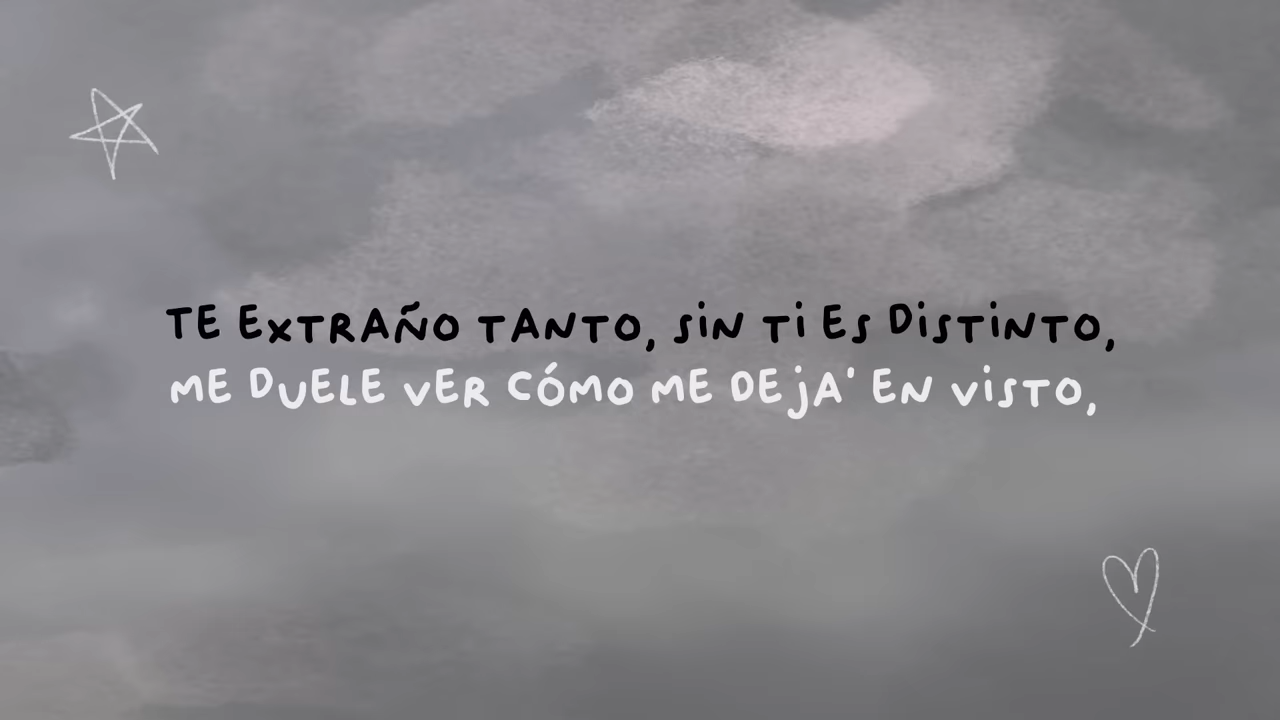 TE EXTRAÑO TANTO, SIN TI ES DISTINTO,
ME DUELE VER CÓMO ME DEJA' EN VISTO,